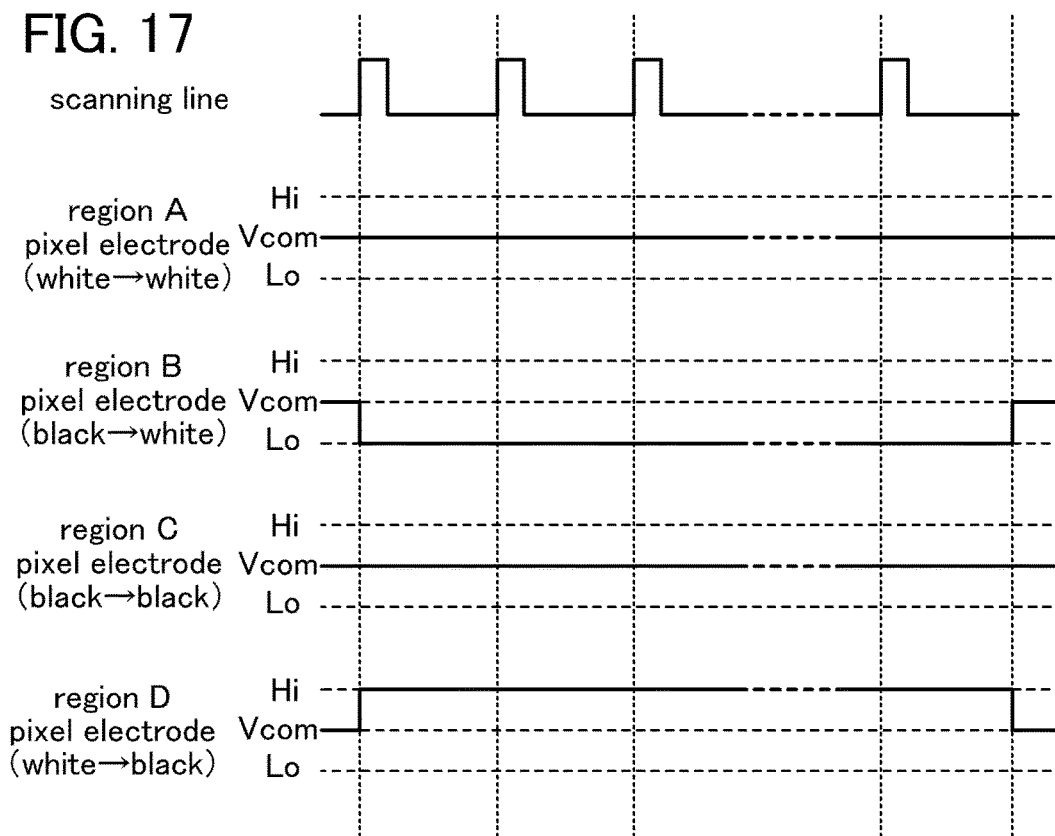 FIG. 17
scanning line
region A
pixel electrode
(white→white)
Hi
Vcom
Lo
region B
pixel electrode
(black→white)
Hi
Vcom
Lo
region C
pixel electrode
(black→black)
Hi
Vcom
Lo
region D
pixel electrode
(white→black)
Hi
Vcom
Lo